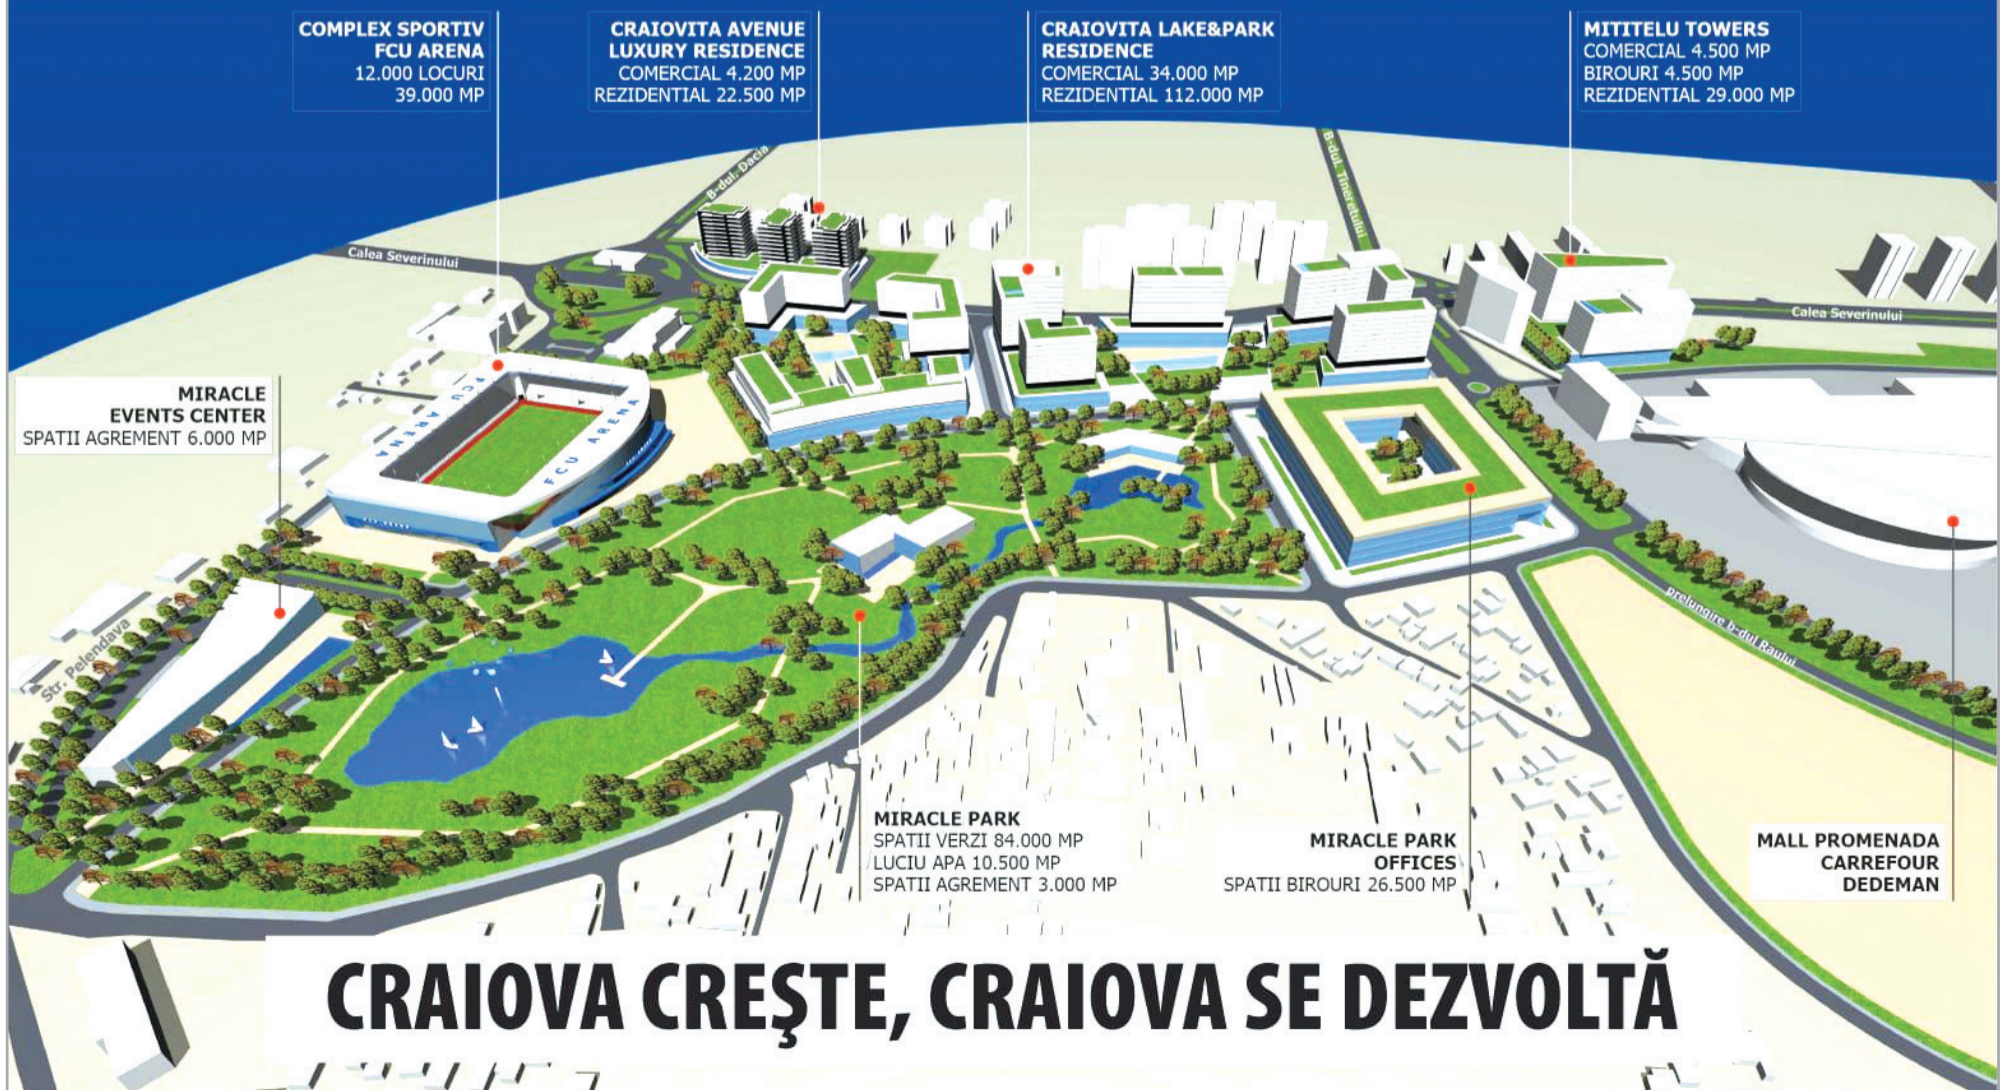 COMPLEX SPORTIV
FCU ARENA
12.000 LOCURI
39.000 MP
CRAIOVITA AVENUE
LUXURY RESIDENCE
COMERCIAL 4.200 MP
REZIDENTIAL 22.500 MP
CRAIOVITA LAKE&PARK
RESIDENCE
COMERCIAL 34.000 MP
REZIDENTIAL 112.000 MP
MITITELU TOWERS
COMERCIAL 4.500 MP
BIROURI 4.500 MP
REZIDENTIAL 29.000 MP
B-dul. Dacia
B-dul. Tineretului
Calea Severinului
Calea Severinului
MIRACLE
EVENTS CENTER
SPATII AGREMENT 6.000 MP
FCU ARENA
FCU ARENA
Str. Pelendava
prelungire b-dul Raului
MIRACLE PARK
SPATII VERZI 84.000 MP
LUCIU APA 10.500 MP
SPATII AGREMENT 3.000 MP
MIRACLE PARK
OFFICES
SPATII BIROURI 26.500 MP
MALL PROMENADA
CARREFOUR
DEDEMAN
CRAIOVA CREŞTE, CRAIOVA SE DEZVOLTĂ